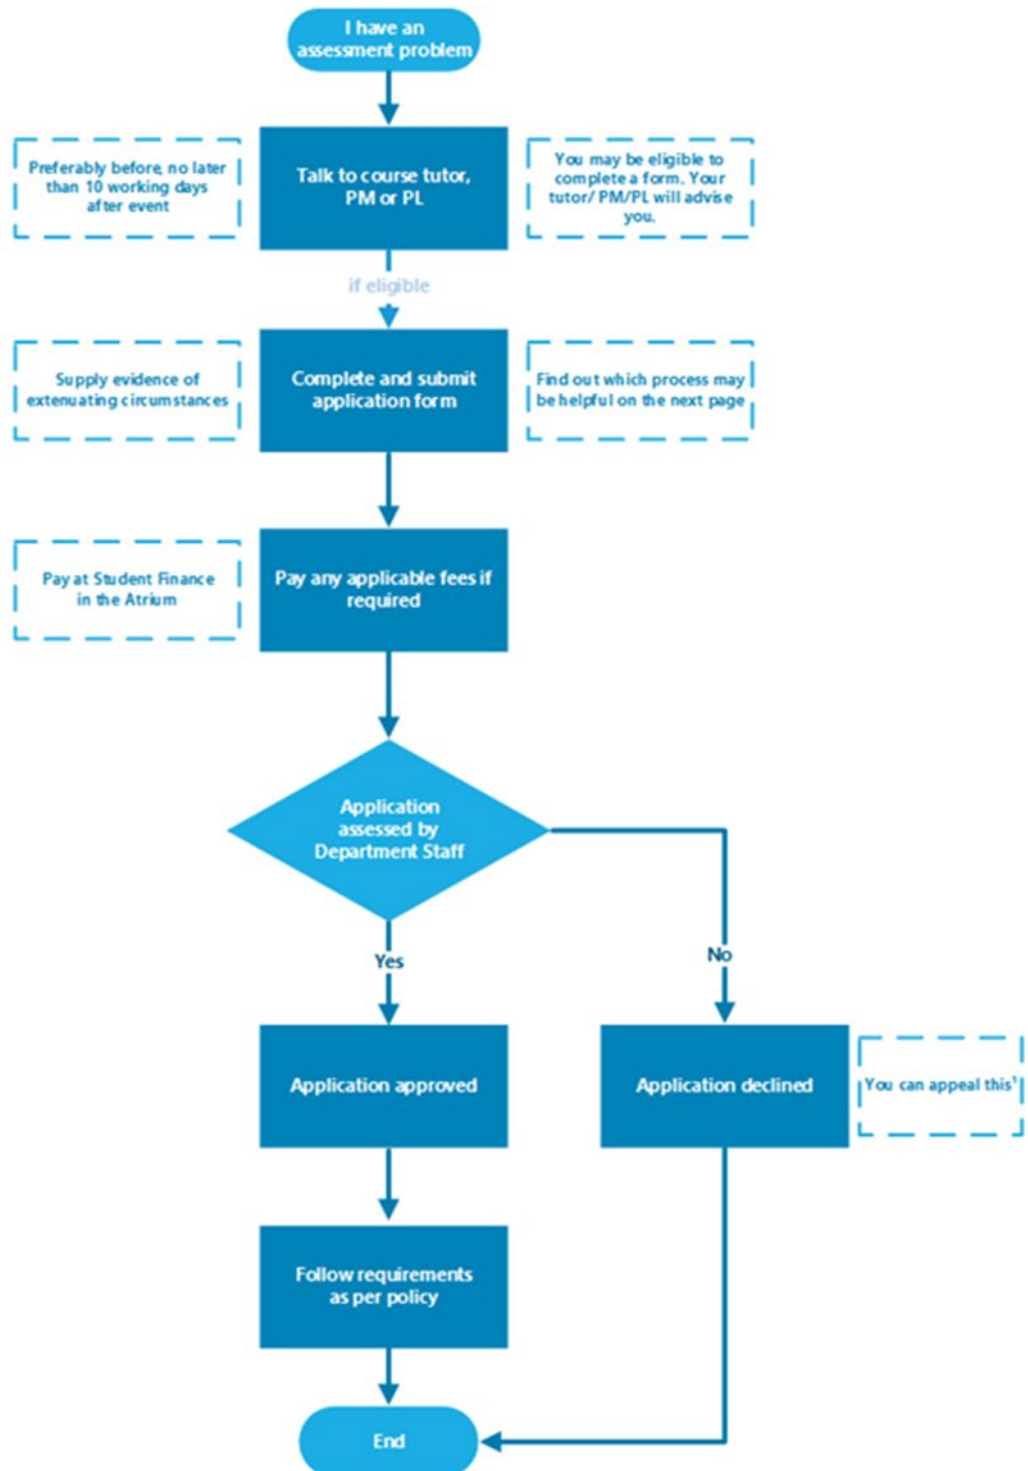 I have an
assessment problem
Preferably before, no later
than 10 working days
after event
Talk to course tutor,
PM or PL
You may be eligible to
complete a form. Your
tutor/ PM/PL will advise
you.
if eligible
Supply evidence of
extenuating circumstances
Complete and submit
application form
Find out which process may
be helpful on the next page
Pay at Student Finance
in the Atrium
Pay any applicable fees if
required
Application
assessed by
Department Staff
Yes
No
Application approved
Application declined
You can appeal this¹
Follow requirements
as per policy
End